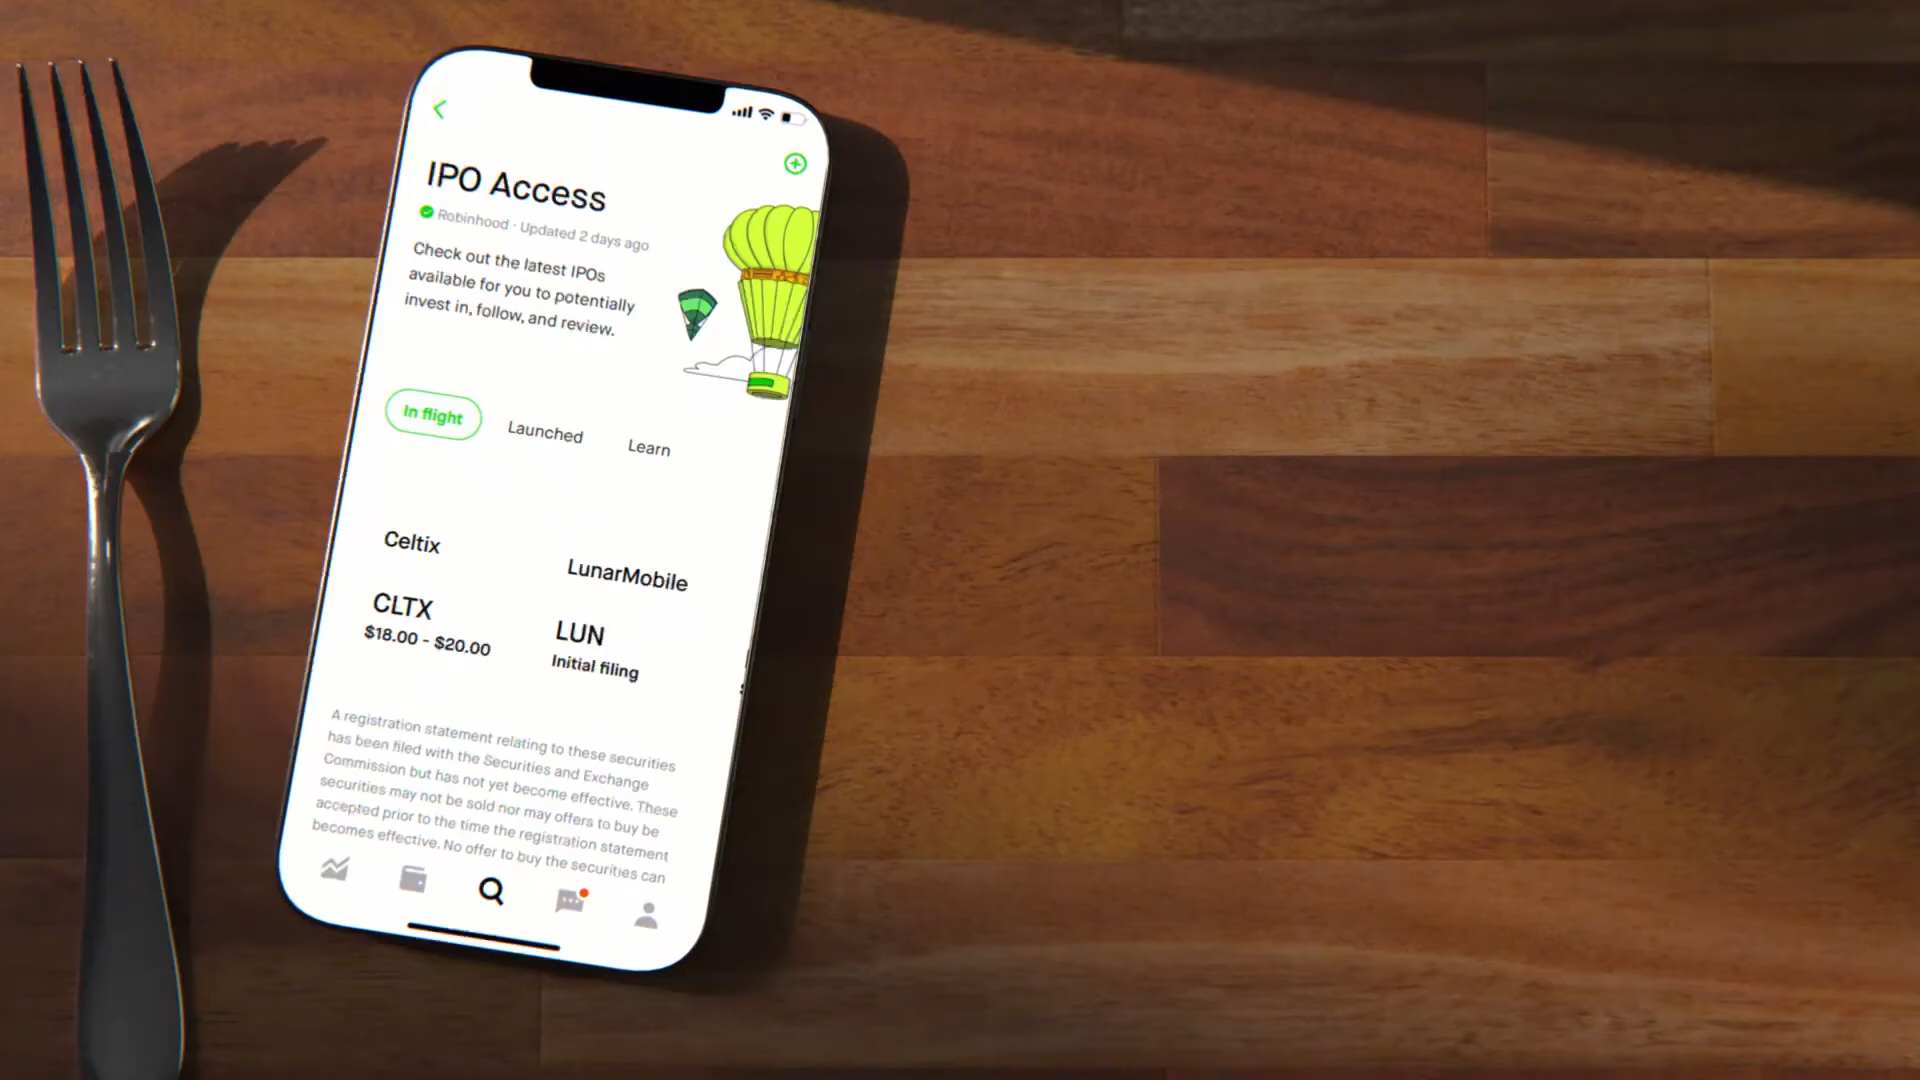 IPO Access
Robinhood · Updated 2 days ago
Check out the latest IPOs
available for you to potentially
invest in, follow, and review.
In flight
Launched
Learn
Celtix
CLTX
$18.00 - $20.00
LunarMobile
LUN
Initial filing
A registration statement relating to these securities
has been filed with the Securities and Exchange
Commission but has not yet become effective. These
securities may not be sold nor may offers to buy be
accepted prior to the time the registration statement
becomes effective. No offer to buy the securities can